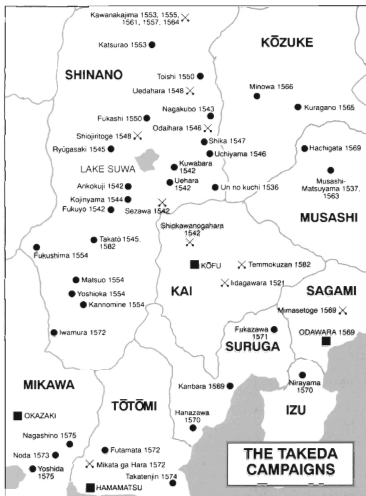 Kawanakajima 1553, 1555,
1561, 1557, 1564
Katsurao 1553
KŌZUKE
SHINANO
Toishi 1550
Uedahara 1548
Minowa 1566
Kuragano 1565
Nagakubo 1543
Fukashi 1550
Odaihara 1546
Shiojiritoge 1548
Shika 1547
Ryūgasaki 1545
Uchiyama 1546
Hachigata 1569
LAKE SUWA
Kuwabara
1542
Musashi-
Matsuyama 1537,
1563
Ankokuji 1542
Uehara
1542
Un no kuchi 1536
Kojinyama 1544
Fukuyo 1542
Sezawa 1542
MUSASHI
Shiokawanogahara
1542
Takatō 1545,
1582
Fukushima 1554
KŌFU
Temmokuzan 1582
Matsuo 1554
KAI
Iidagawara 1521
SAGAMI
Yoshioka 1554
Kannomine 1554
Mimasetoge 1569
Fukazawa
1571
ODAWARA 1569
Iwamura 1572
SURUGA
MIKAWA
TŌTŌMI
Kanbara 1569
Nirayama
1570
IZU
OKAZAKI
Hanazawa
1570
Nagashino 1575
Futamata 1572
Noda 1573
Mikata ga Hara 1572
Yoshida
1575
Takatenjin 1574
HAMAMATSU
THE TAKEDA
CAMPAIGNS